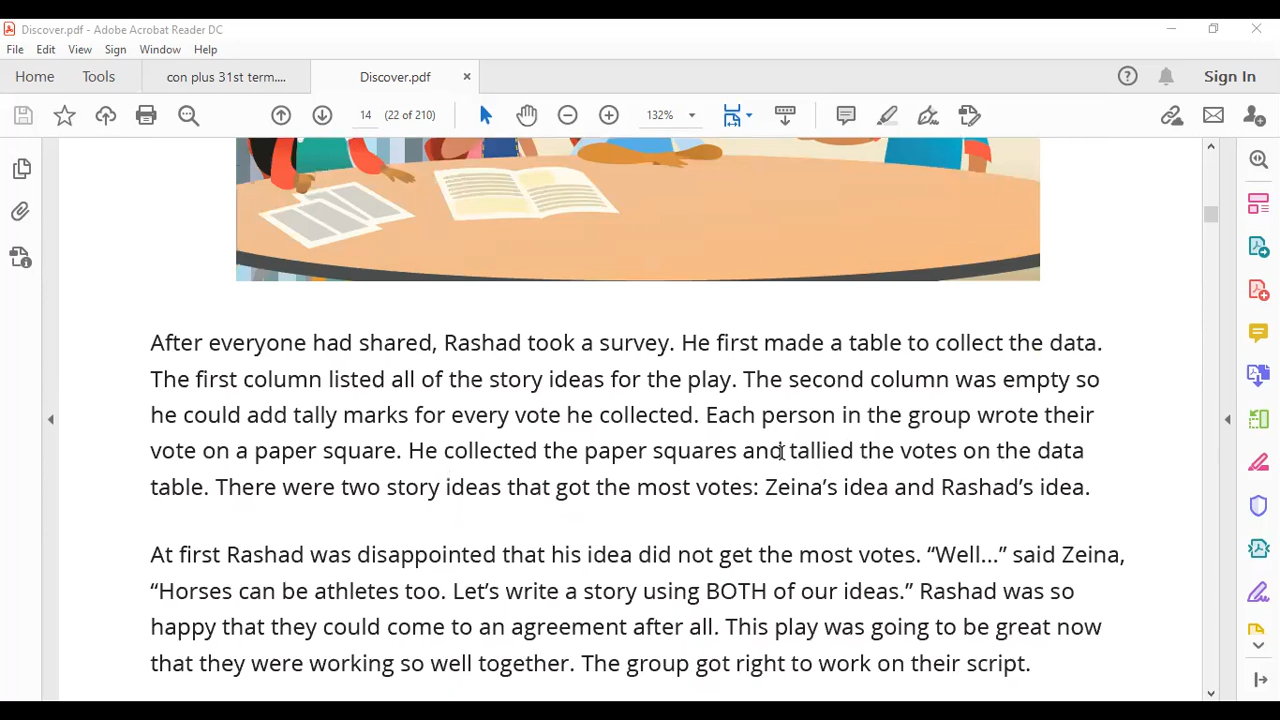 Discover.pdf - Adobe Acrobat Reader DC
File Edit View Sign Window Help
Home Tools con plus 31st term.... Discover.pdf × Sign In
14 (22 of 210) 132%
After everyone had shared, Rashad took a survey. He first made a table to collect the data.
The first column listed all of the story ideas for the play. The second column was empty so
he could add tally marks for every vote he collected. Each person in the group wrote their
vote on a paper square. He collected the paper squares and tallied the votes on the data
table. There were two story ideas that got the most votes: Zeina’s idea and Rashad’s idea.
At first Rashad was disappointed that his idea did not get the most votes. “Well...” said Zeina,
“Horses can be athletes too. Let’s write a story using BOTH of our ideas.” Rashad was so
happy that they could come to an agreement after all. This play was going to be great now
that they were working so well together. The group got right to work on their script.